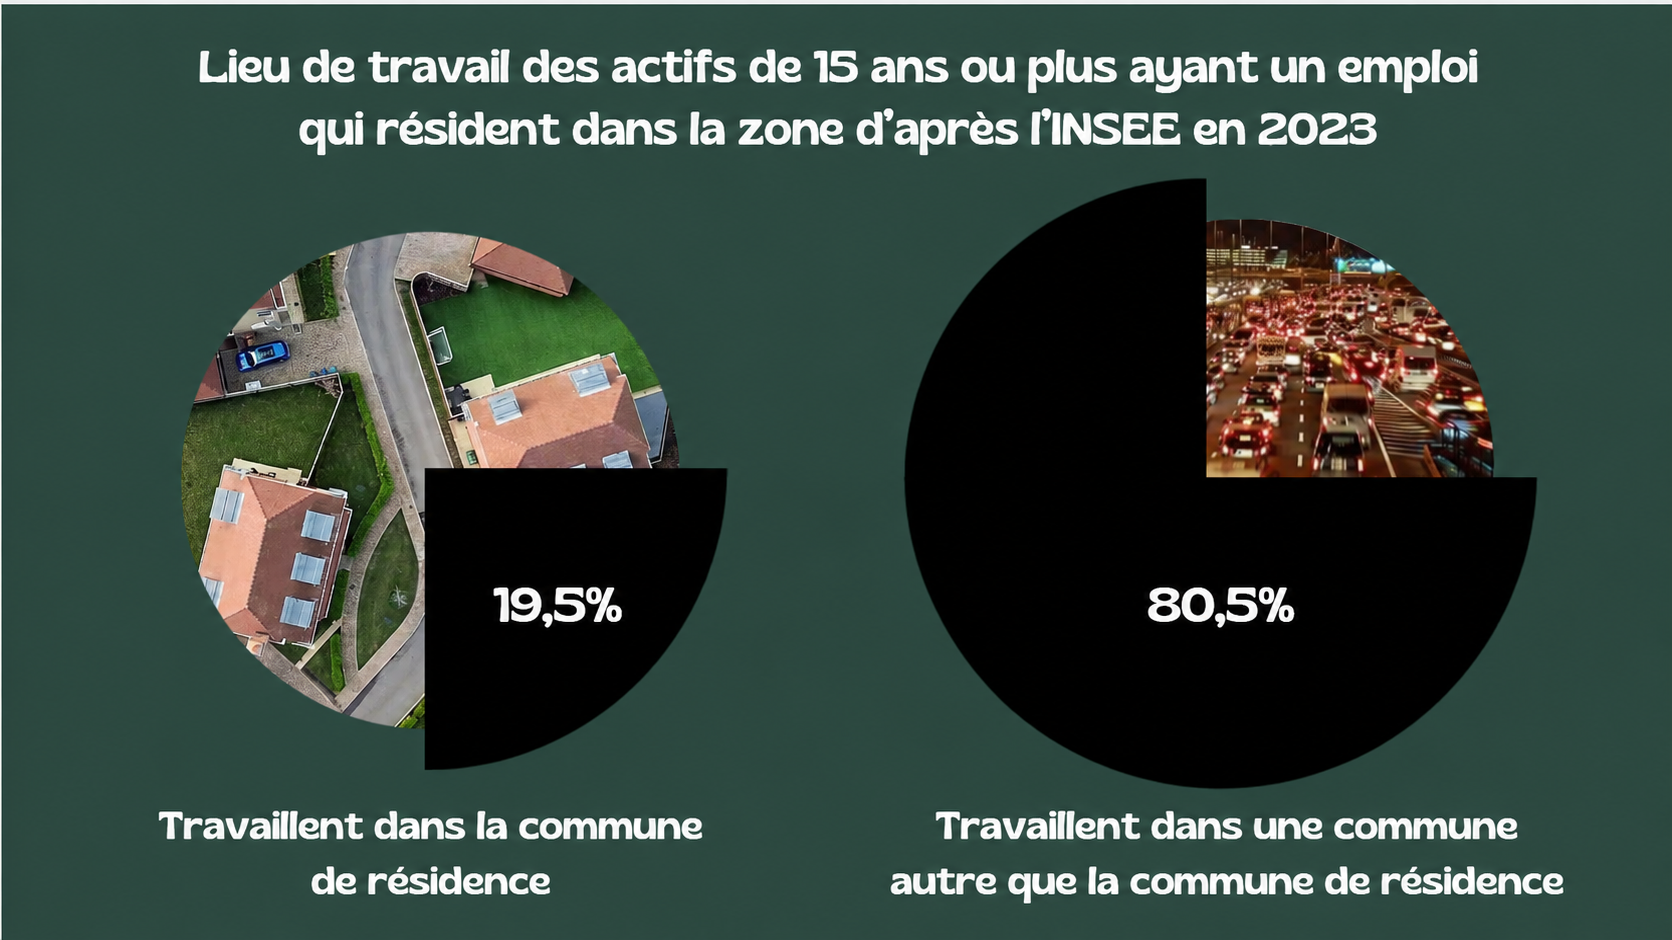 Lieu de travail des actifs de 15 ans ou plus ayant un emploi
qui résident dans la zone d’après l’INSEE en 2023
19,5%
80,5%
Travaillent dans la commune
de résidence
Travaillent dans une commune
autre que la commune de résidence